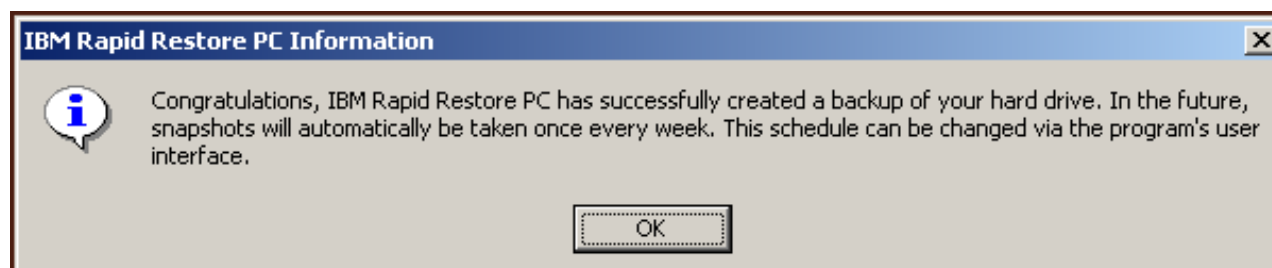 IBM Rapid Restore PC Information
Congratulations, IBM Rapid Restore PC has successfully created a backup of your hard drive. In the future,
snapshots will automatically be taken once every week. This schedule can be changed via the program's user
interface.
OK